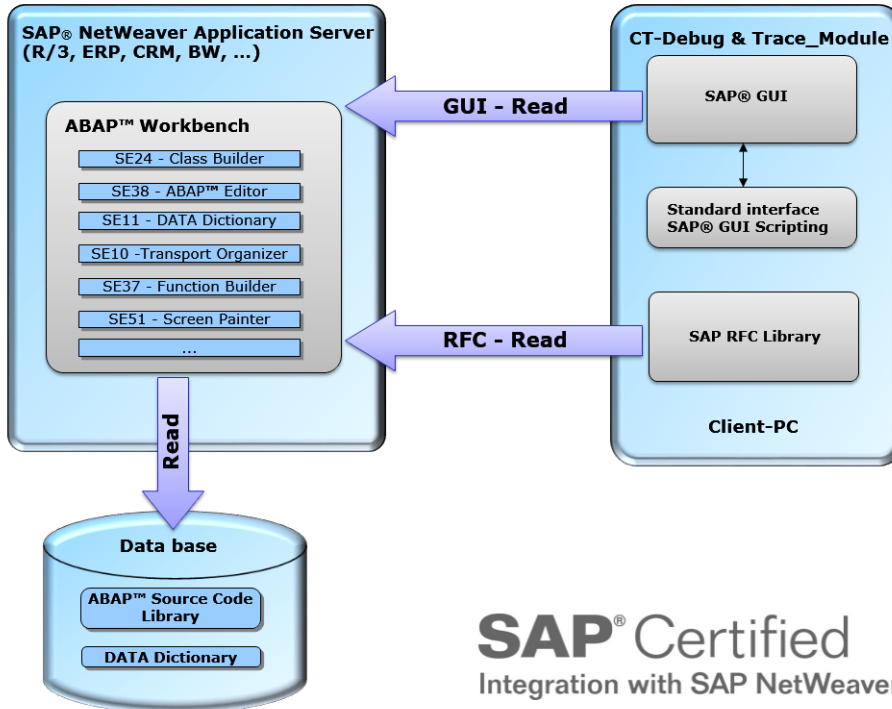 SAP® NetWeaver Application Server
(R/3, ERP, CRM, BW, ...)
ABAP™ Workbench
SE24 - Class Builder
SE38 - ABAP™ Editor
SE11 - DATA Dictionary
SE10 -Transport Organizer
SE37 - Function Builder
SE51 - Screen Painter
...
GUI - Read
RFC - Read
CT-Debug & Trace_Module
SAP® GUI
Standard interface
SAP® GUI Scripting
SAP RFC Library
Client-PC
Read
Data base
ABAP™ Source Code
Library
DATA Dictionary
SAP® Certified
Integration with SAP NetWeaver